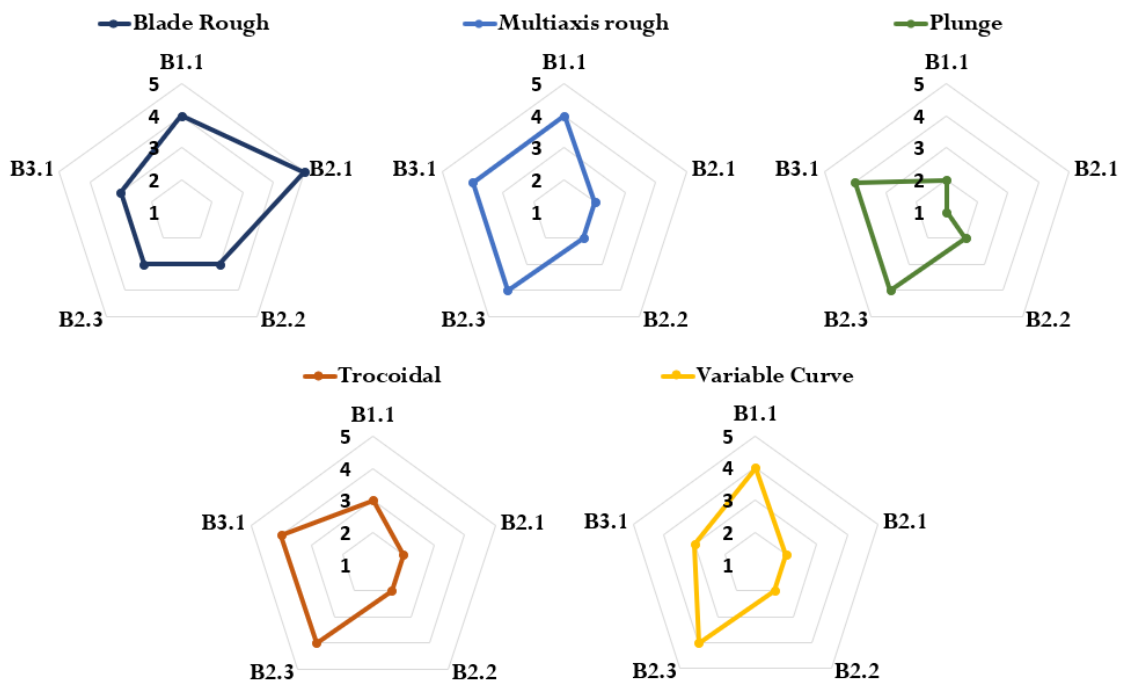 Blade Rough
B1.1
5
4
3
2
1
B2.1
B2.2
B2.3
B3.1
Multiaxis rough
B1.1
5
4
3
2
1
B2.1
B2.2
B2.3
B3.1
Plunge
B1.1
5
4
3
2
1
B2.1
B2.2
B2.3
B3.1
Trocoidal
B1.1
5
4
3
2
1
B2.1
B2.2
B2.3
B3.1
Variable Curve
B1.1
5
4
3
2
1
B2.1
B2.2
B2.3
B3.1